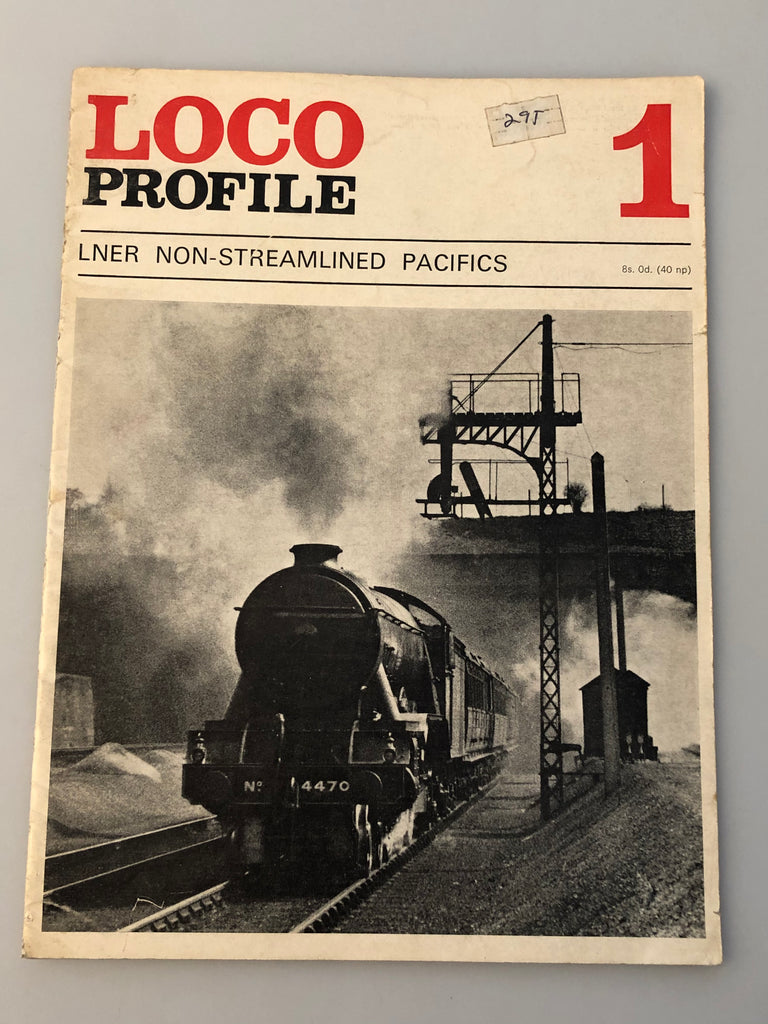 LOCO
PROFILE
295
1
LNER NON-STREAMLINED PACIFICS
8s. 0d. (40 np)
Nº 4470